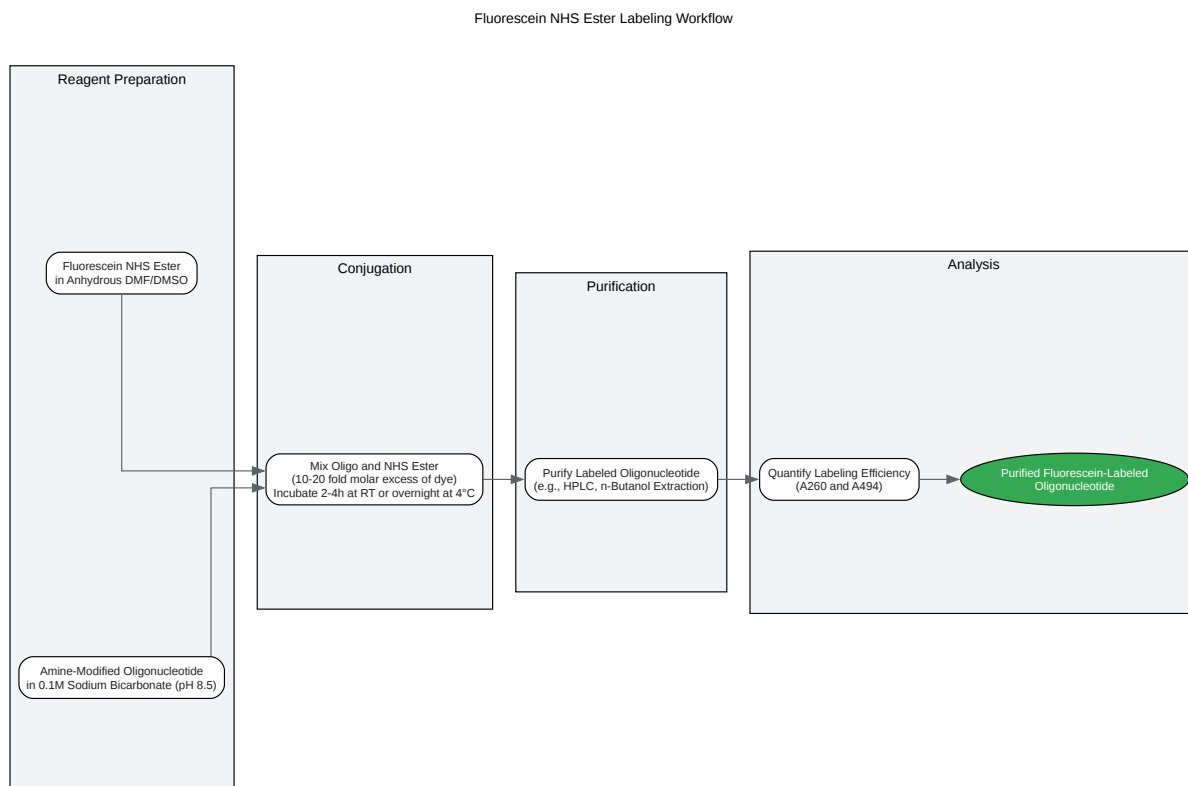 Fluorescein NHS Ester Labeling Workflow
Reagent Preparation
Fluorescein NHS Ester
in Anhydrous DMF/DMSO
Amine-Modified Oligonucleotide
in 0.1M Sodium Bicarbonate (pH 8.5)
Conjugation
Mix Oligo and NHS Ester
(10-20 fold molar excess of dye)
Incubate 2-4h at RT or overnight at 4°C
Purification
Purify Labeled Oligonucleotide
(e.g., HPLC, n-Butanol Extraction)
Analysis
Quantify Labeling Efficiency
(A260 and A494)
Purified Fluorescein-Labeled
Oligonucleotide